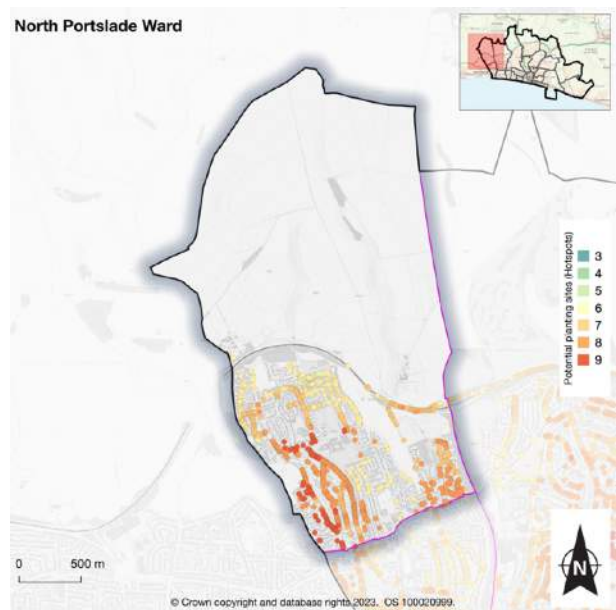 North Portslade Ward
Potential planting sites (Hotspots)
3
4
5
6
7
8
9
0 500 m
N
© Crown copyright and database rights 2023. OS 100020999.